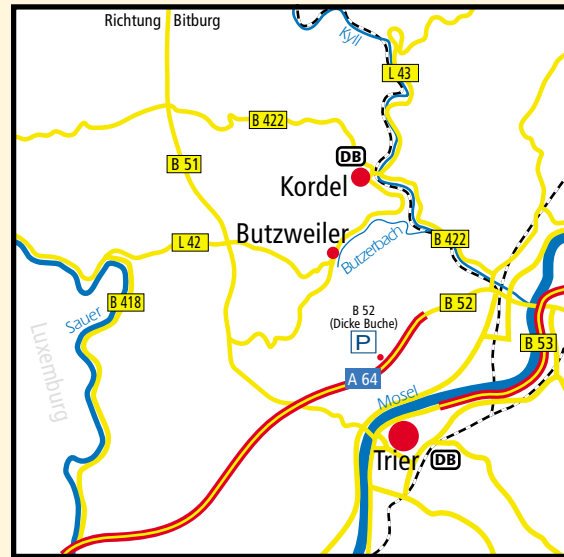 Richtung Bitburg
Kyll
L 43
B 422
DB
B 51
Kordel
Butzweiler
L 42
Butzerbach
B 422
B 418
Sauer
B 52
(Dicke Buche)
P
B 52
B 53
Luxemburg
A 64
Mosel
Trier
DB